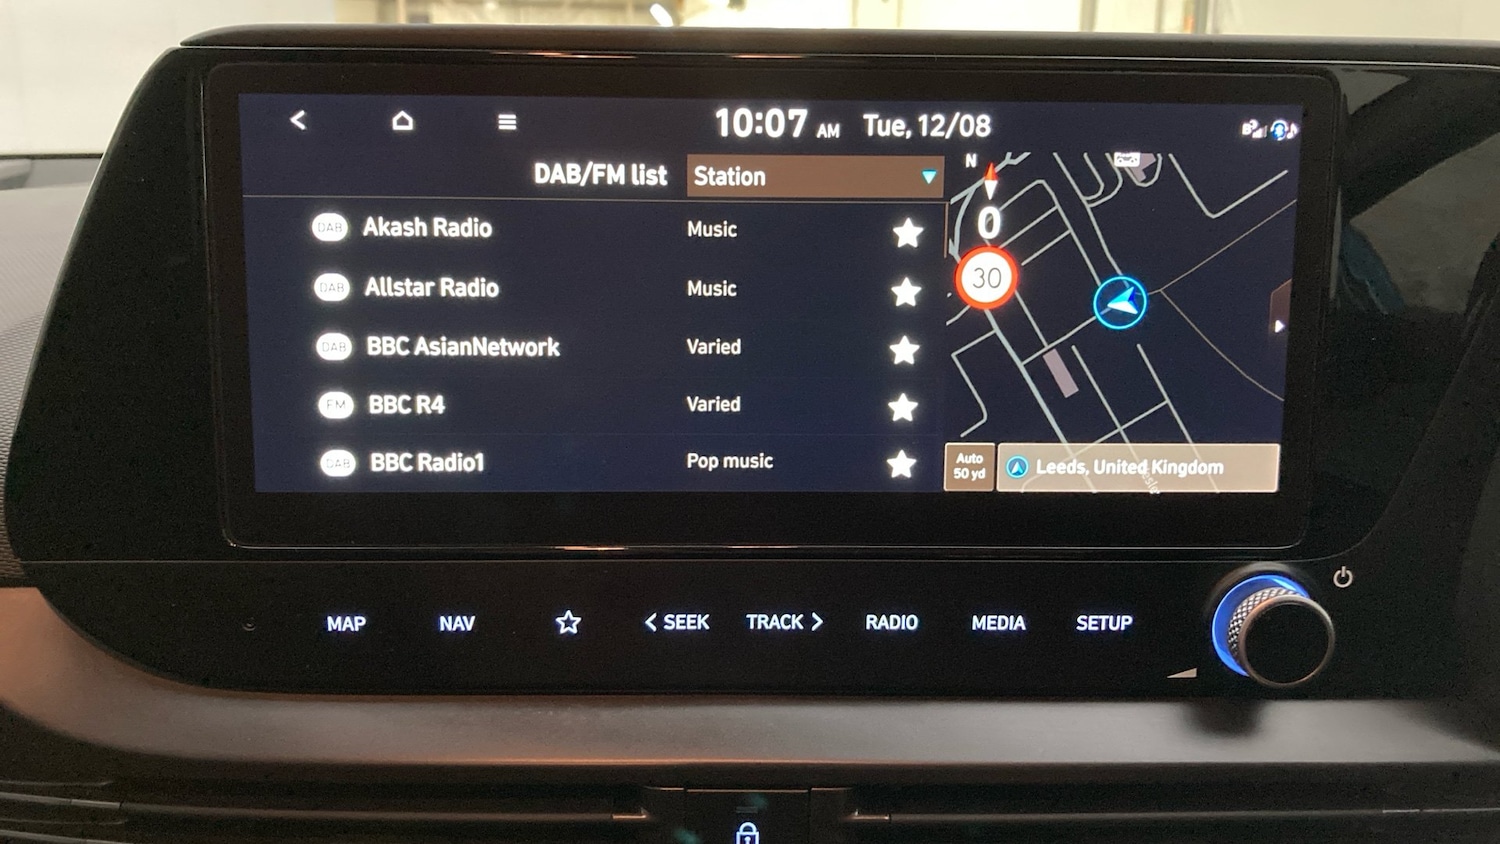 10:07 AM Tue, 12/08
DAB/FM list Station
DAB Akash Radio Music
DAB Allstar Radio Music
DAB BBC AsianNetwork Varied
FM BBC R4 Varied
DAB BBC Radio1 Pop music
N
0
30
Auto
50 yd
Leeds, United Kingdom
MAP NAV < SEEK TRACK > RADIO MEDIA SETUP